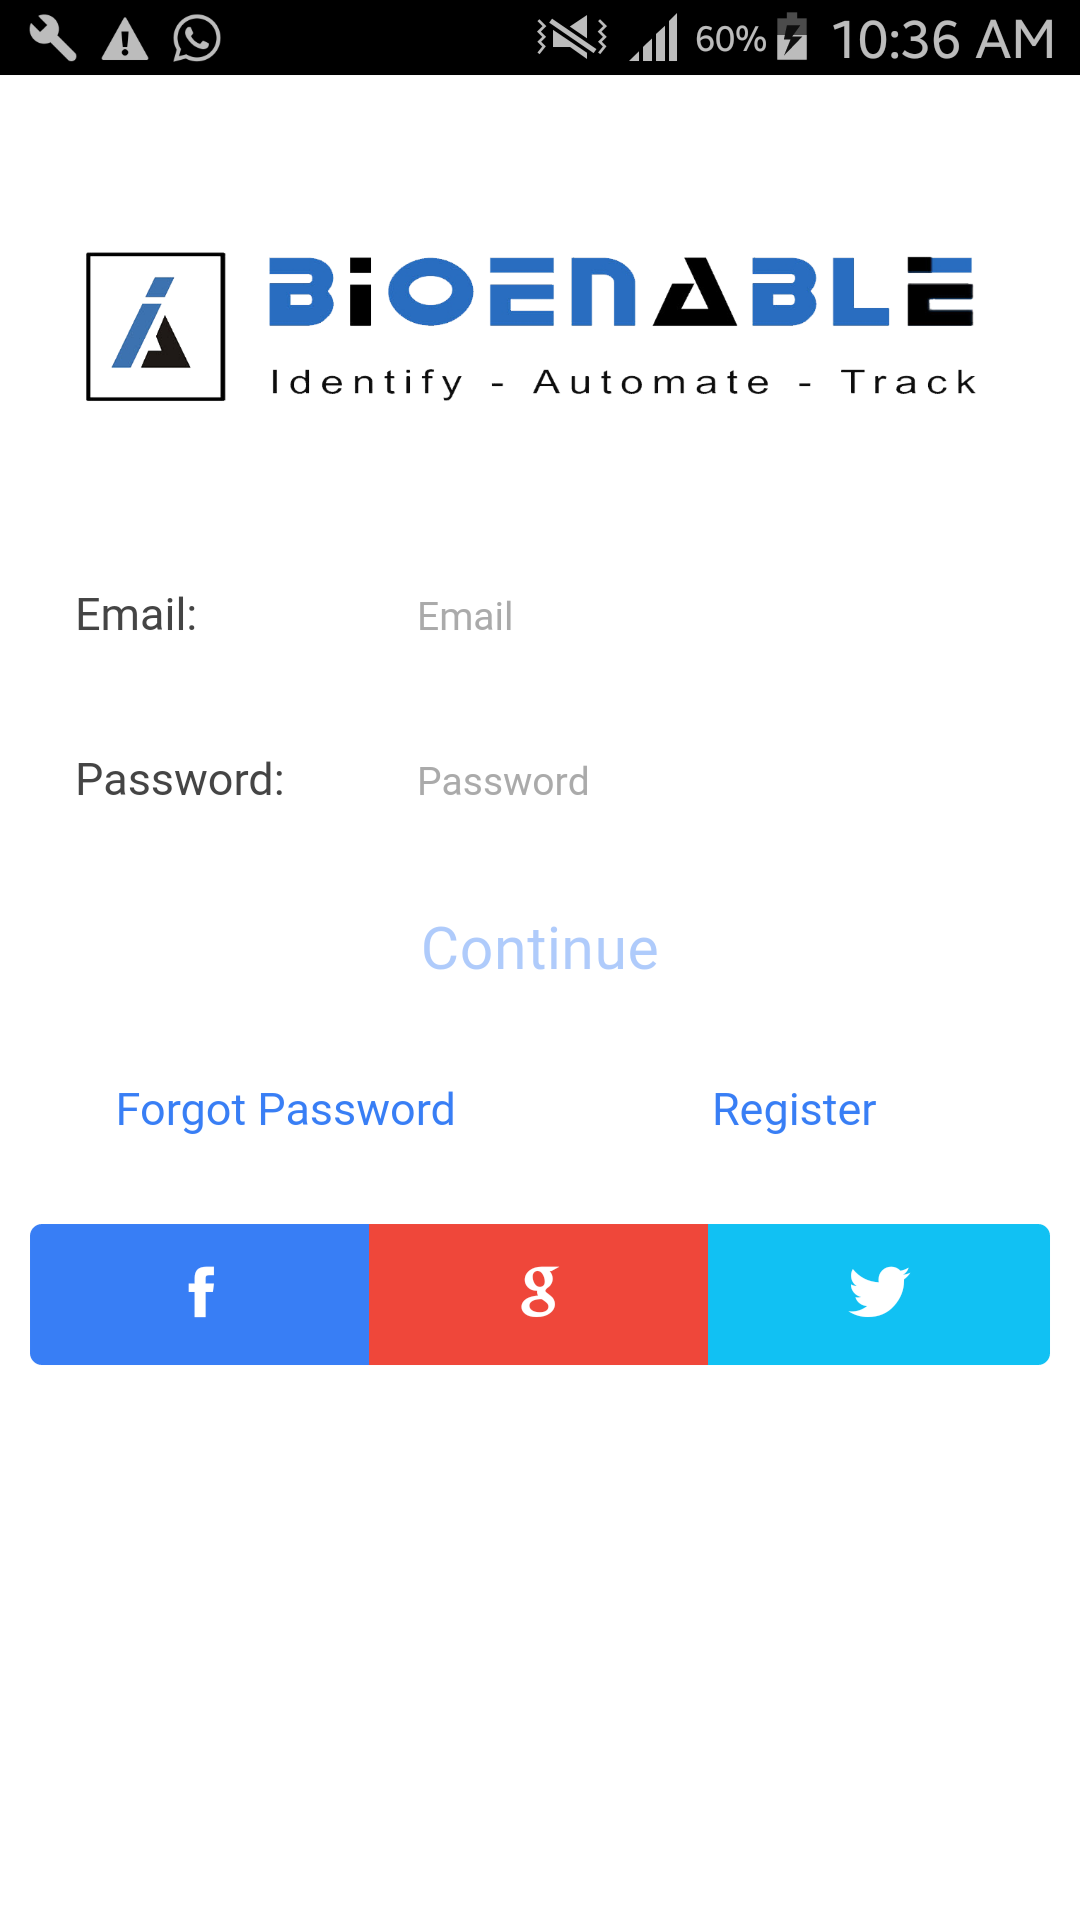 60% 10:36 AM
BiOENABLE
Identify - Automate - Track
Email: Email
Password: Password
Continue
Forgot Password Register